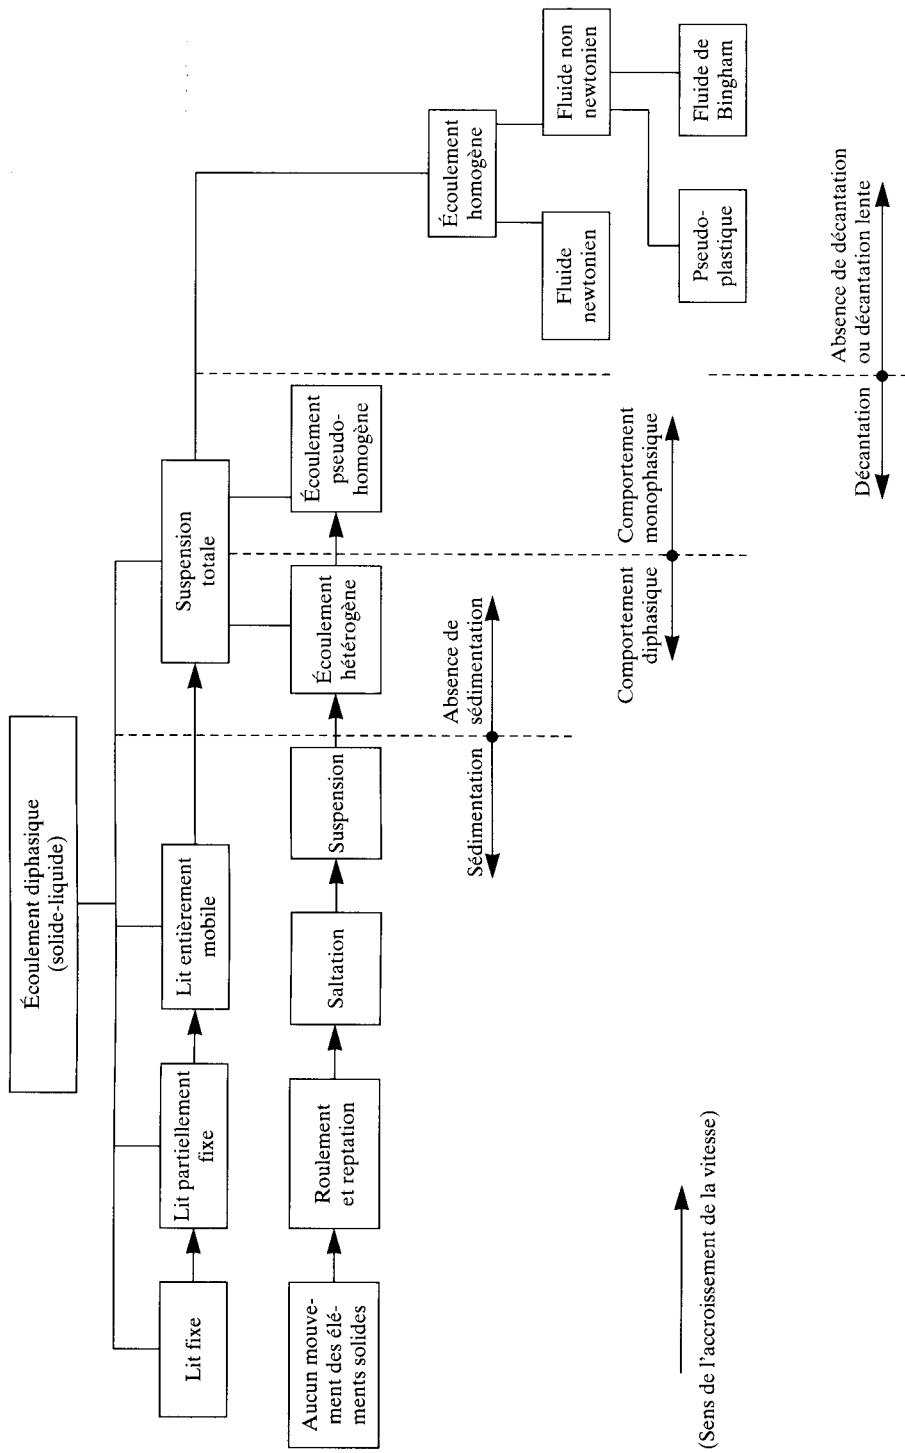 Écoulement diphasique
(solide-liquide)
Lit fixe
Lit partiellement
fixe
Lit entièrement
mobile
Suspension
totale
Aucun mouve-
ment des élé-
ments solides
Roulement
et reptation
Saltation
Suspension
Écoulement
hétérogène
Écoulement
pseudo-
homogène
Écoulement
homogène
Fluide
newtonien
Fluide non
newtonien
Pseudo-
plastique
Fluide de
Bingham
Sédimentation
Absence de
sédimentation
Comportement
diphasique
Comportement
monophasique
Décantation
Absence de décantation
ou décantation lente
(Sens de l'accroissement de la vitesse)